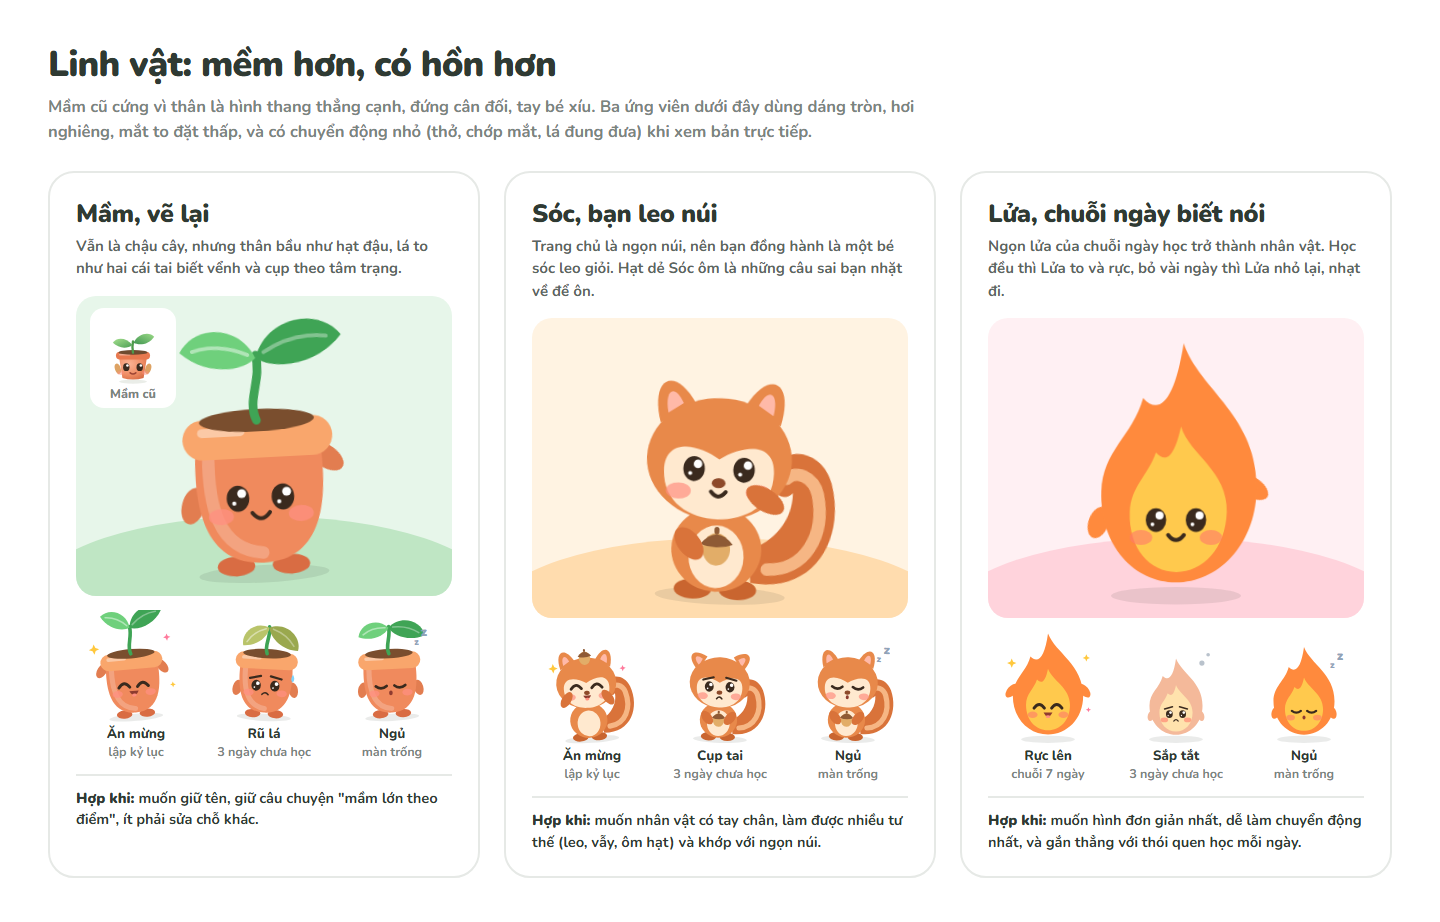 Linh vật: mềm hơn, có hồn hơn
Mầm cũ cứng vì thân là hình thang thẳng cạnh, đứng cân đối, tay bé xíu. Ba ứng viên dưới đây dùng dáng tròn, hơi
nghiêng, mắt to đặt thấp, và có chuyển động nhỏ (thở, chớp mắt, lá đung đưa) khi xem bản trực tiếp.
Mầm, vẽ lại
Vẫn là chậu cây, nhưng thân bầu như hạt đậu, lá to
như hai cái tai biết vểnh và cụp theo tâm trạng.
Mầm cũ
z
z
Ăn mừng
lập kỷ lục
Rũ lá
3 ngày chưa học
Ngủ
màn trống
Hợp khi: muốn giữ tên, giữ câu chuyện "mầm lớn theo
điểm", ít phải sửa chỗ khác.
Sóc, bạn leo núi
Trang chủ là ngọn núi, nên bạn đồng hành là một bé
sóc leo giỏi. Hạt dẻ Sóc ôm là những câu sai bạn nhặt
về để ôn.
z
z
Ăn mừng
lập kỷ lục
Cụp tai
3 ngày chưa học
Ngủ
màn trống
Hợp khi: muốn nhân vật có tay chân, làm được nhiều tư
thế (leo, vẫy, ôm hạt) và khớp với ngọn núi.
Lửa, chuỗi ngày biết nói
Ngọn lửa của chuỗi ngày học trở thành nhân vật. Học
đều thì Lửa to và rực, bỏ vài ngày thì Lửa nhỏ lại, nhạt
đi.
z
z
Rực lên
chuỗi 7 ngày
Sắp tắt
3 ngày chưa học
Ngủ
màn trống
Hợp khi: muốn hình đơn giản nhất, dễ làm chuyển động
nhất, và gắn thẳng với thói quen học mỗi ngày.